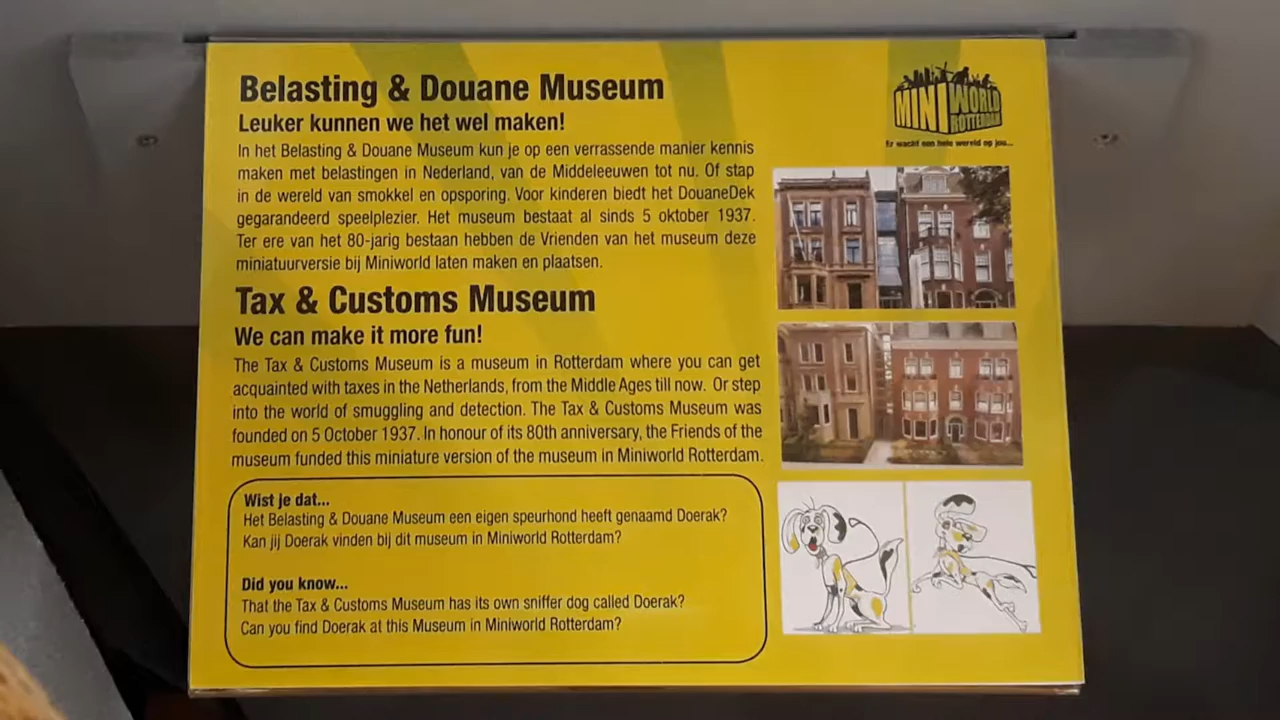 Belasting & Douane Museum
Leuker kunnen we het wel maken!
In het Belasting & Douane Museum kun je op een verrassende manier kennis
maken met belastingen in Nederland, van de Middeleeuwen tot nu. Of stap
in de wereld van smokkel en opsporing. Voor kinderen biedt het DouaneDek
gegarandeerd speelplezier. Het museum bestaat al sinds 5 oktober 1937.
Ter ere van het 80-jarig bestaan hebben de Vrienden van het museum deze
miniatuurversie bij Miniworld laten maken en plaatsen.
Tax & Customs Museum
We can make it more fun!
The Tax & Customs Museum is a museum in Rotterdam where you can get
acquainted with taxes in the Netherlands, from the Middle Ages till now. Or step
into the world of smuggling and detection. The Tax & Customs Museum was
founded on 5 October 1937. In honour of its 80th anniversary, the Friends of the
museum funded this miniature version of the museum in Miniworld Rotterdam.
Wist je dat...
Het Belasting & Douane Museum een eigen speurhond heeft genaamd Doerak?
Kan jij Doerak vinden bij dit museum in Miniworld Rotterdam?
Did you know...
That the Tax & Customs Museum has its own sniffer dog called Doerak?
Can you find Doerak at this Museum in Miniworld Rotterdam?
MINI WORLD
ROTTERDAM
Er wacht een hele wereld op jou...